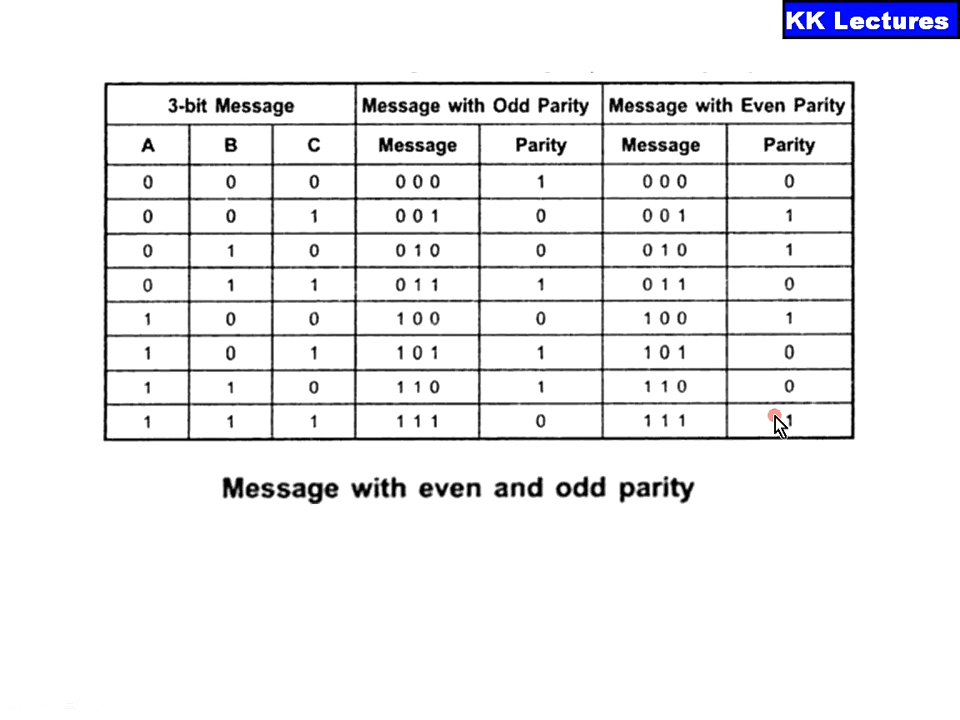 KK Lectures
3-bit Message Message with Odd Parity Message with Even Parity
A B C Message Parity Message Parity
0 0 0 0 0 0 1 0 0 0 0
0 0 1 0 0 1 0 0 0 1 1
0 1 0 0 1 0 0 0 1 0 1
0 1 1 0 1 1 1 0 1 1 0
1 0 0 1 0 0 0 1 0 0 1
1 0 1 1 0 1 1 1 0 1 0
1 1 0 1 1 0 1 1 1 0 0
1 1 1 1 1 1 0 1 1 1 1
Message with even and odd parity